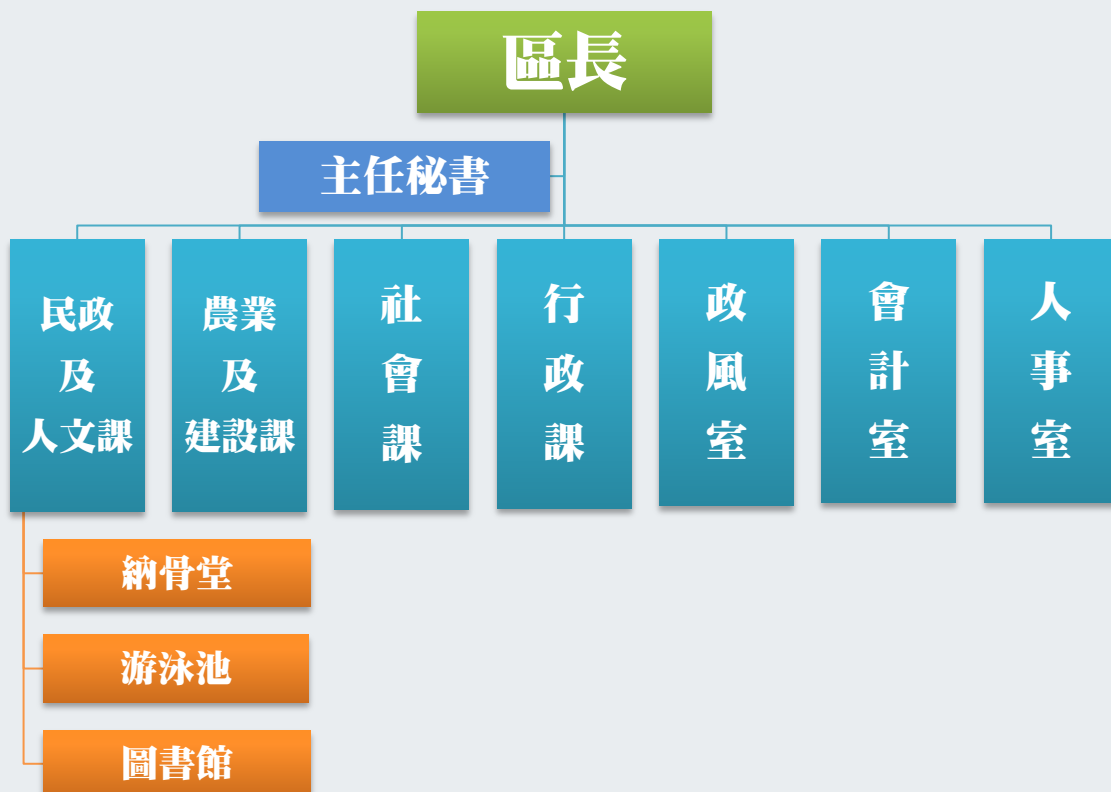 區長
主任秘書
民政
及
人文課
農業
及
建設課
社
會
課
行
政
課
政
風
室
會
計
室
人
事
室
納骨堂
游泳池
圖書館